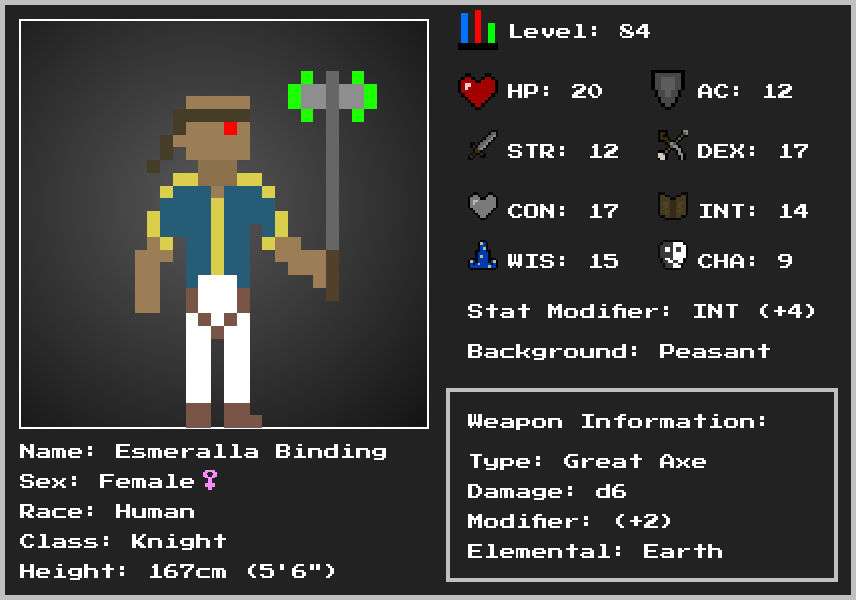 Level: 84
HP: 20
AC: 12
STR: 12
DEX: 17
CON: 17
INT: 14
WIS: 15
CHA: 9
Stat Modifier: INT (+4)
Background: Peasant
Weapon Information:
Type: Great Axe
Damage: d6
Modifier: (+2)
Elemental: Earth
Name: Esmeralla Binding
Sex: Female♀
Race: Human
Class: Knight
Height: 167cm (5'6")